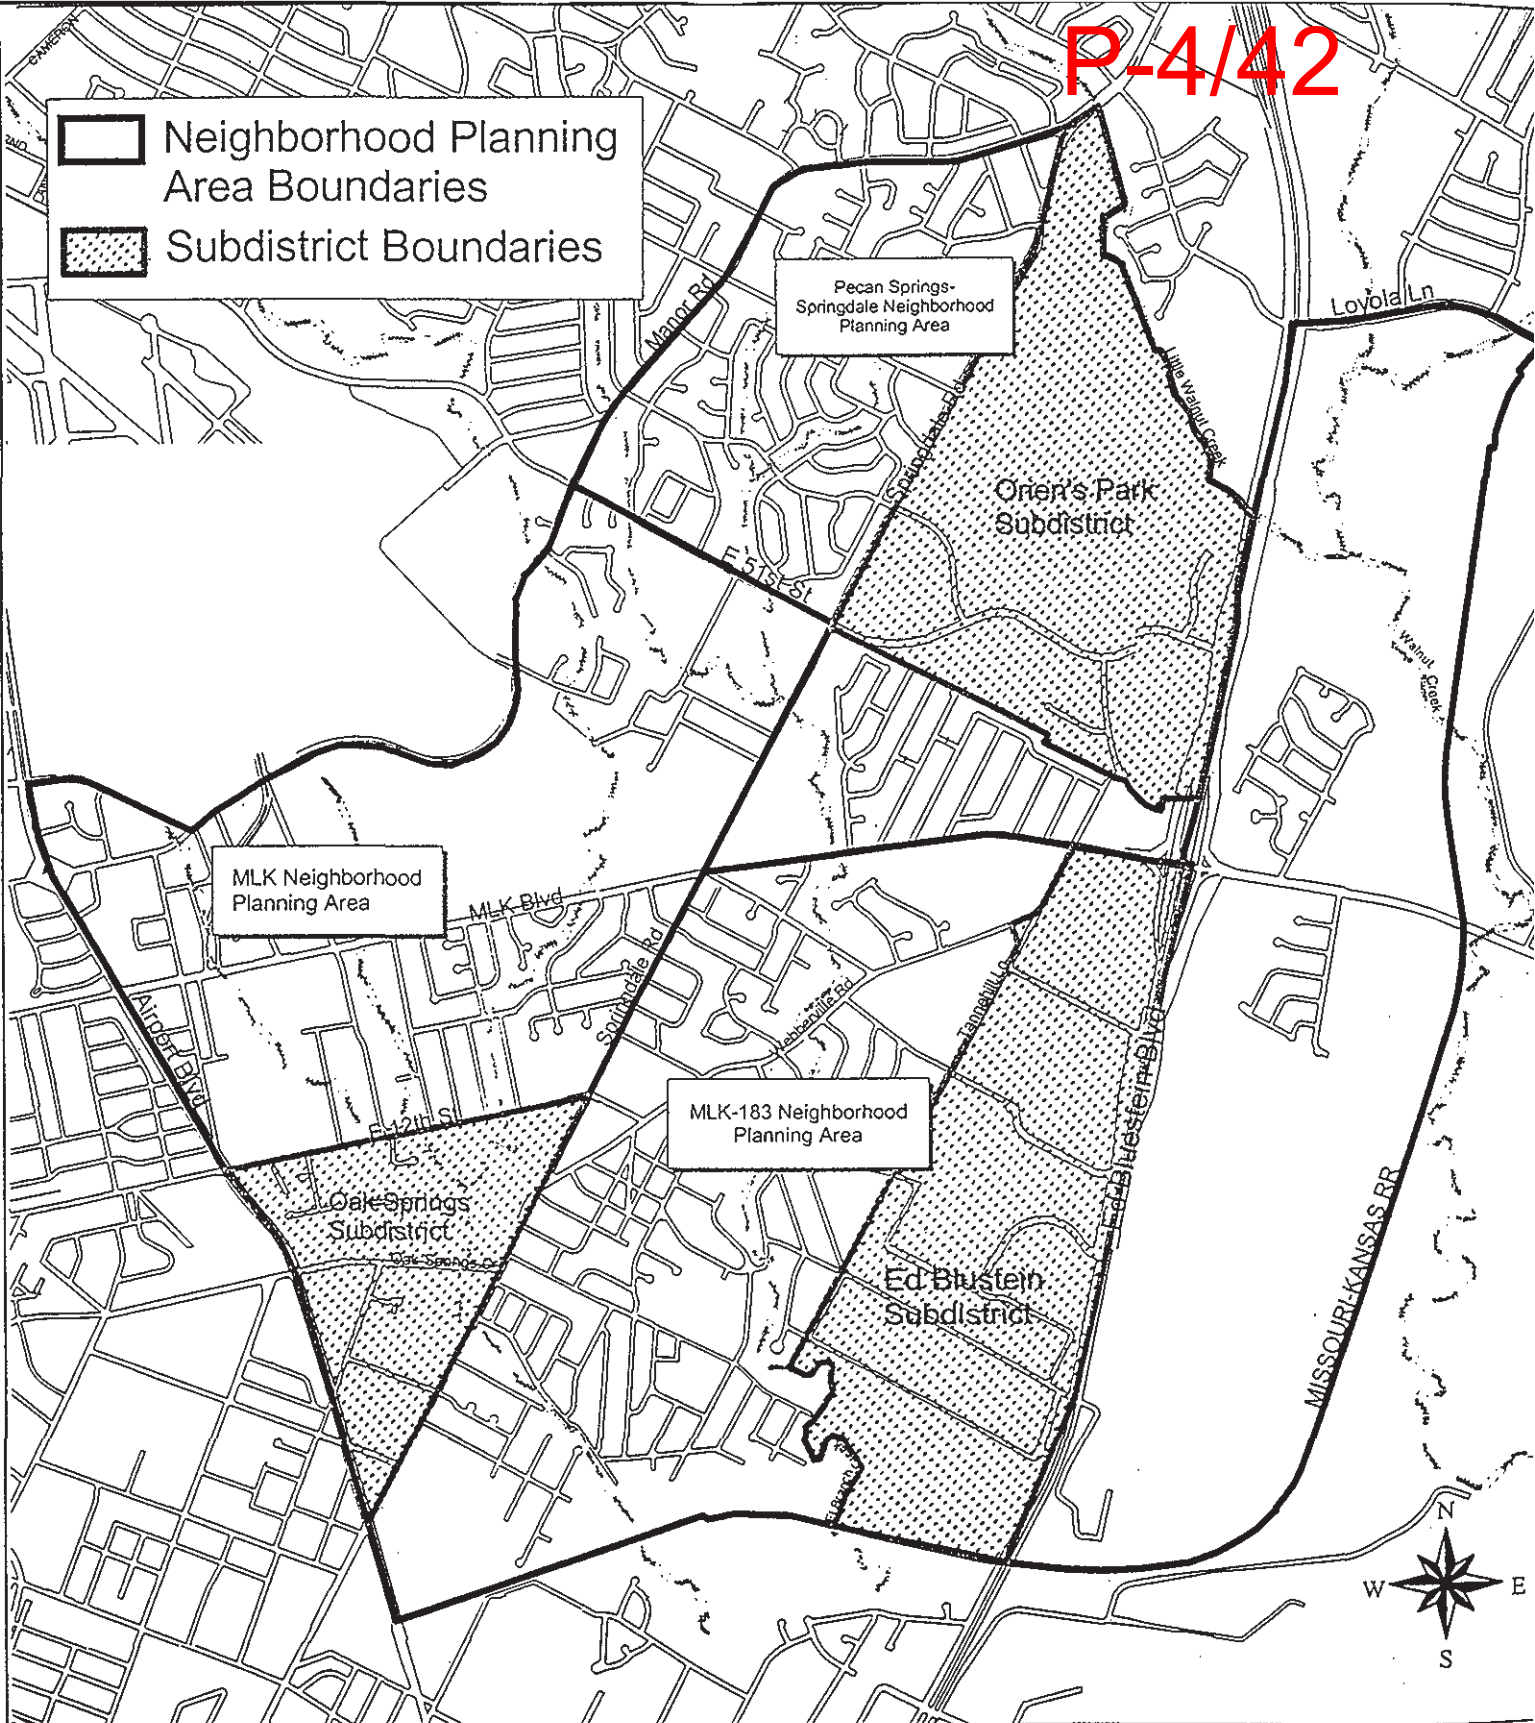 P-4/42
CAMERON
Neighborhood Planning
Area Boundaries
Subdistrict Boundaries
Manor Rd
Pecan Springs-
Springdale Neighborhood
Planning Area
Loyola Ln
Little Walnut Creek
Springdale Rd
Orien's Park
Subdistrict
E 51st St
Walnut
Creek
MLK Neighborhood
Planning Area
MLK Blvd
Springdale Rd
Airport Blvd
Webberville Rd
Tannehill Ln
Ed Bluestein Blvd
E 12th St
MLK-183 Neighborhood
Planning Area
Oak Springs
Subdistrict
Oak Springs Dr
Ed Blustein
Subdistrict
MISSOURI-KANSAS RR
N
W
E
S